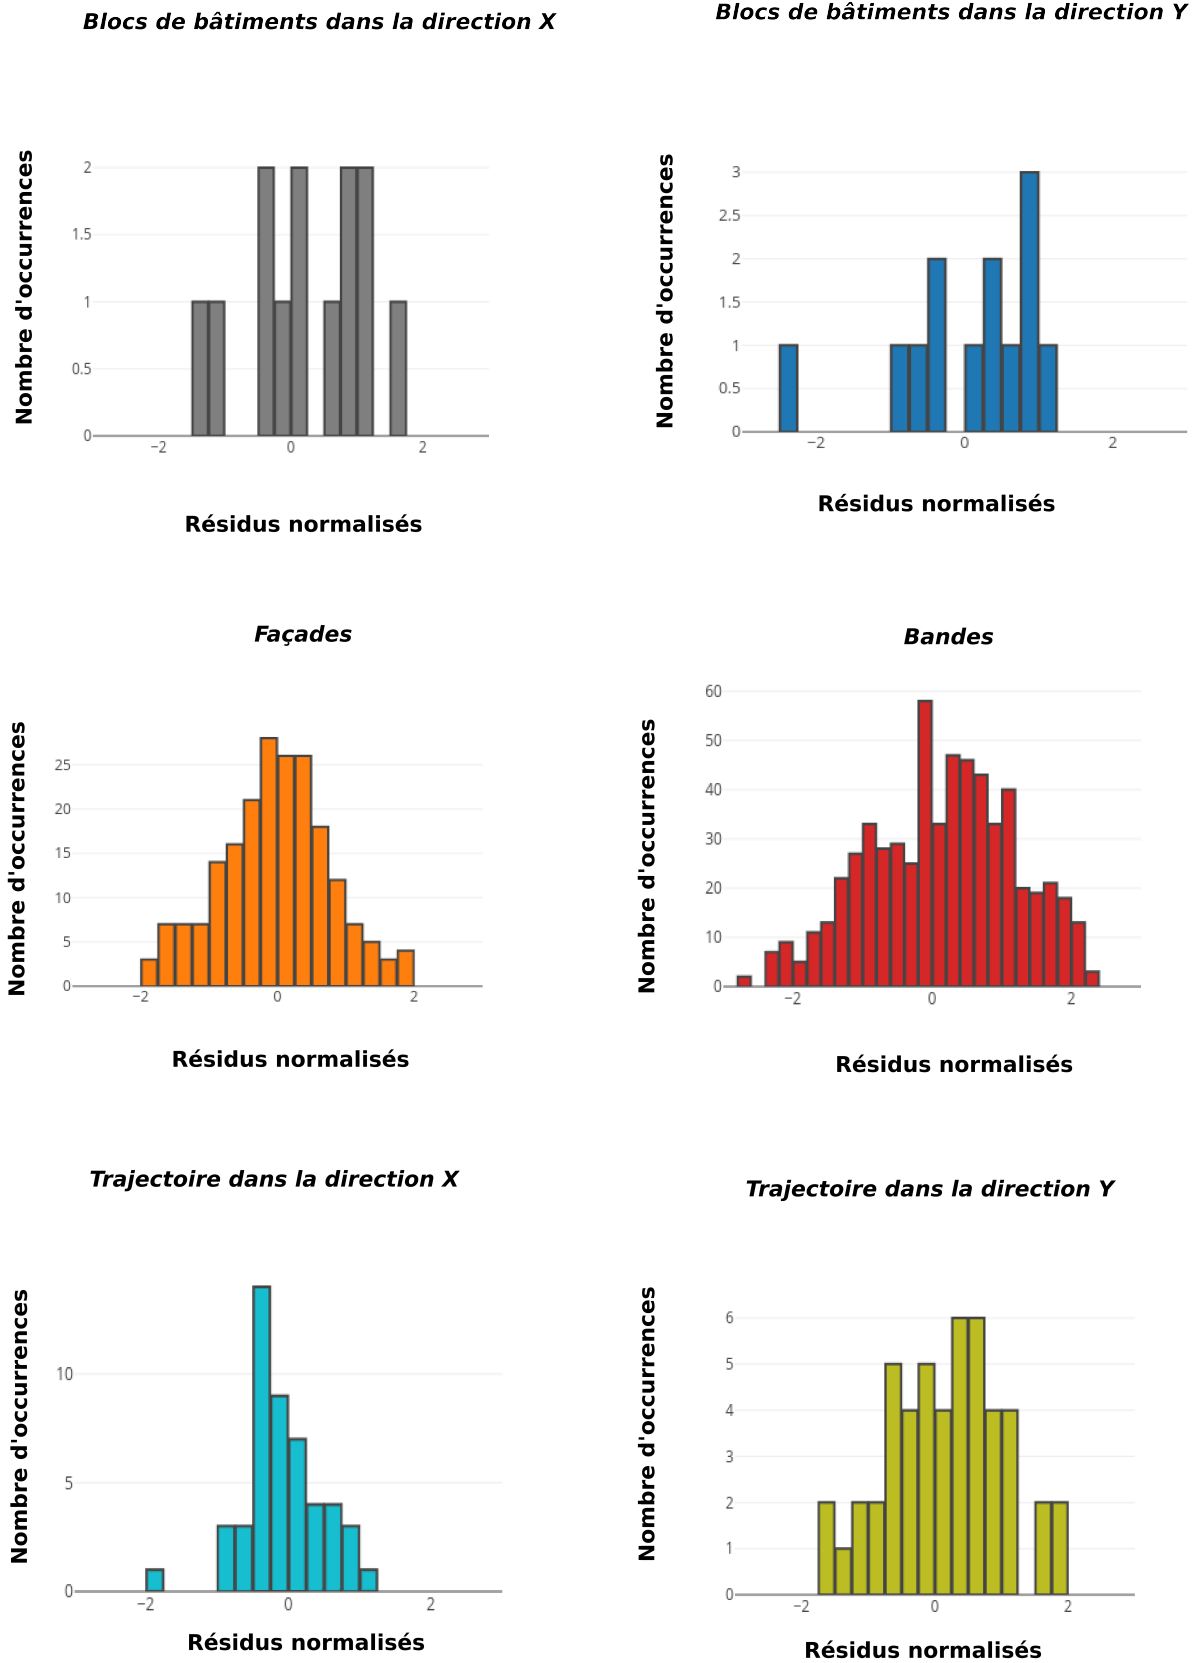 Blocs de bâtiments dans la direction X
Nombre d'occurrences
2
1.5
1
0.5
0
−2
0
2
Résidus normalisés
Blocs de bâtiments dans la direction Y
Nombre d'occurrences
3
2.5
2
1.5
1
0.5
0
−2
0
2
Résidus normalisés
Façades
Nombre d'occurrences
25
20
15
10
5
0
−2
0
2
Résidus normalisés
Bandes
Nombre d'occurrences
60
50
40
30
20
10
0
−2
0
2
Résidus normalisés
Trajectoire dans la direction X
Nombre d'occurrences
10
5
0
−2
0
2
Résidus normalisés
Trajectoire dans la direction Y
Nombre d'occurrences
6
5
4
3
2
1
0
−2
0
2
Résidus normalisés